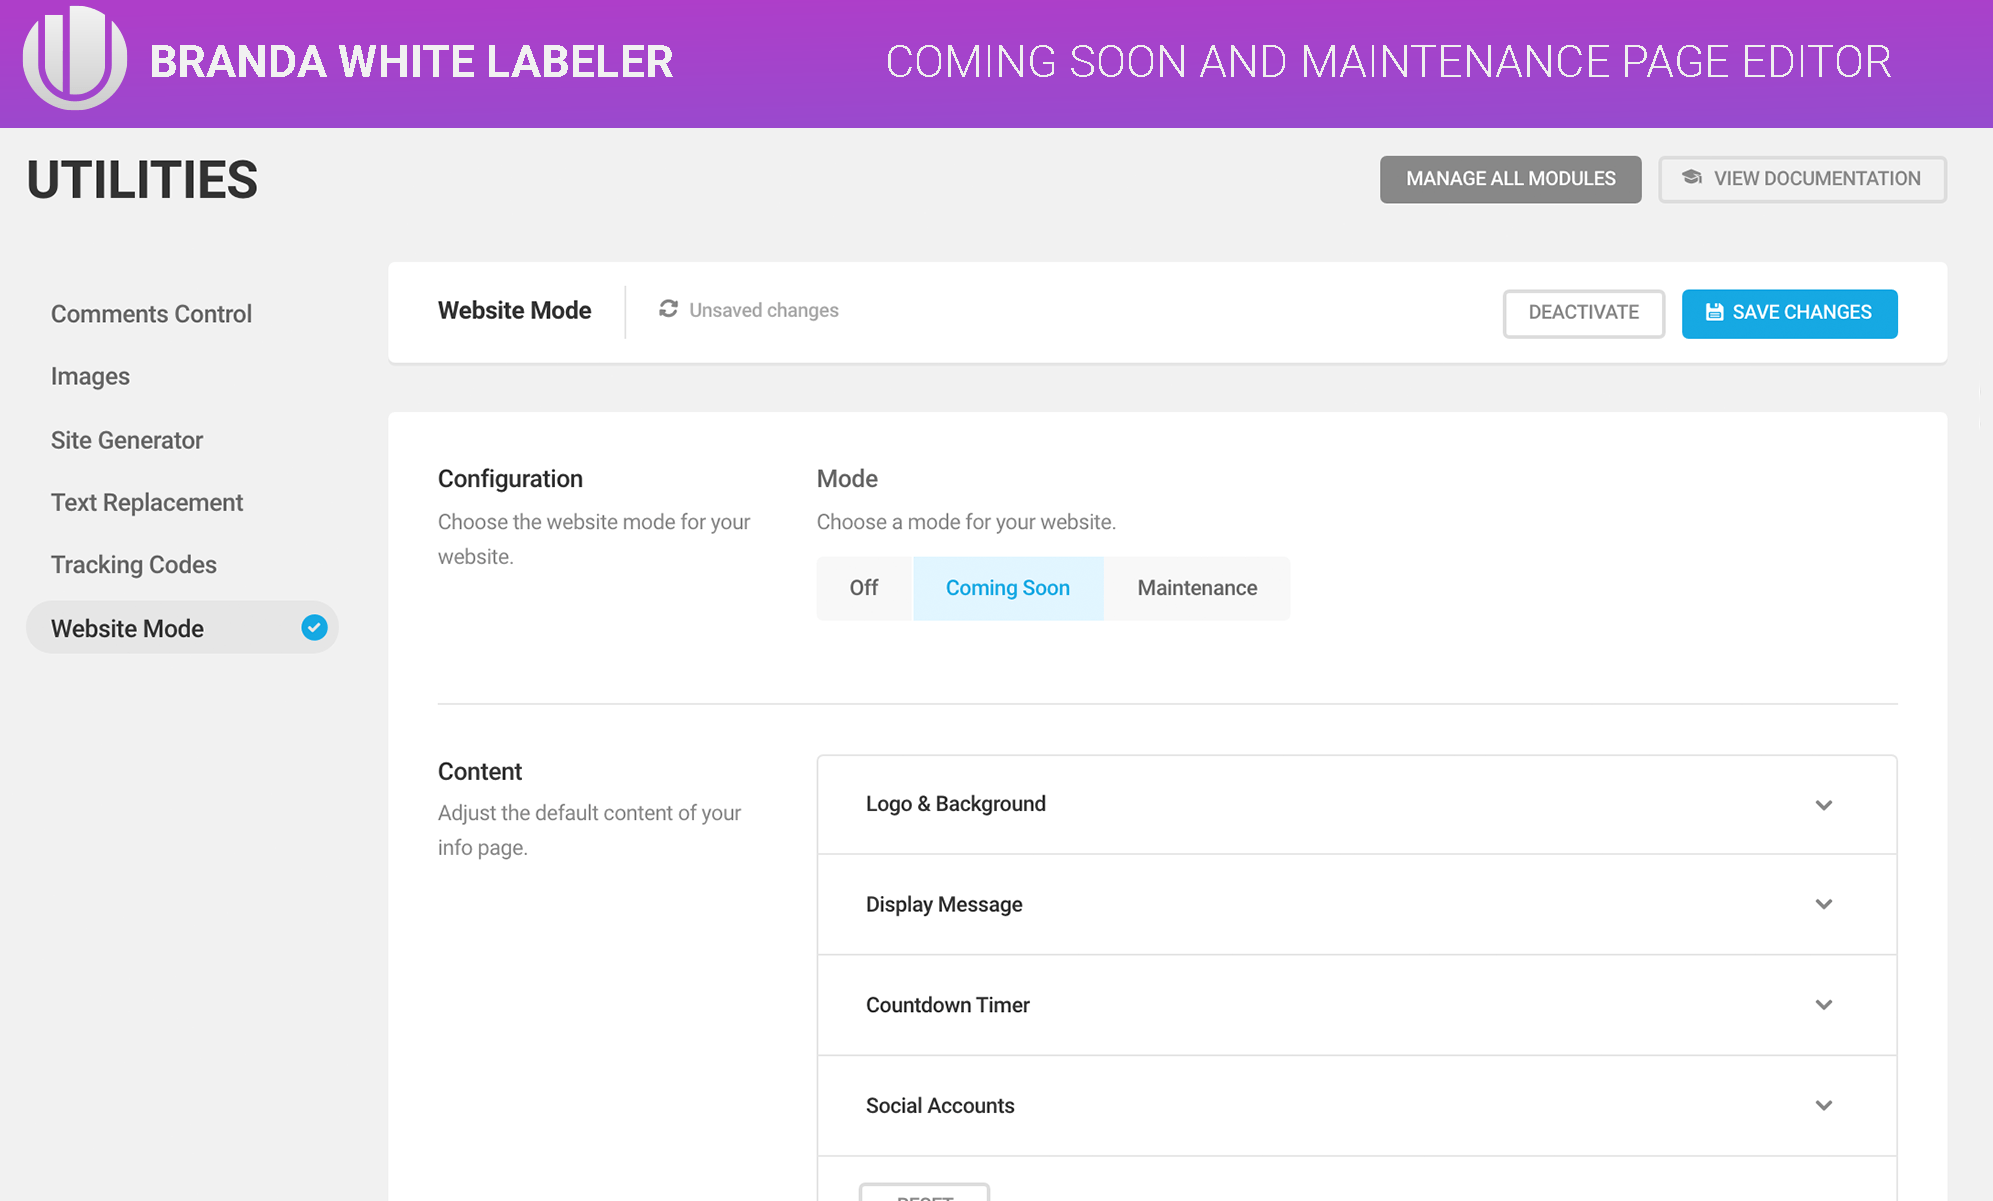 BRANDA WHITE LABELER
COMING SOON AND MAINTENANCE PAGE EDITOR
UTILITIES
MANAGE ALL MODULES
VIEW DOCUMENTATION
Comments Control
Images
Site Generator
Text Replacement
Tracking Codes
Website Mode
Website Mode
Unsaved changes
DEACTIVATE
SAVE CHANGES
Configuration
Choose the website mode for your
website.
Mode
Choose a mode for your website.
Off
Coming Soon
Maintenance
Content
Adjust the default content of your
info page.
Logo & Background
Display Message
Countdown Timer
Social Accounts
RESET